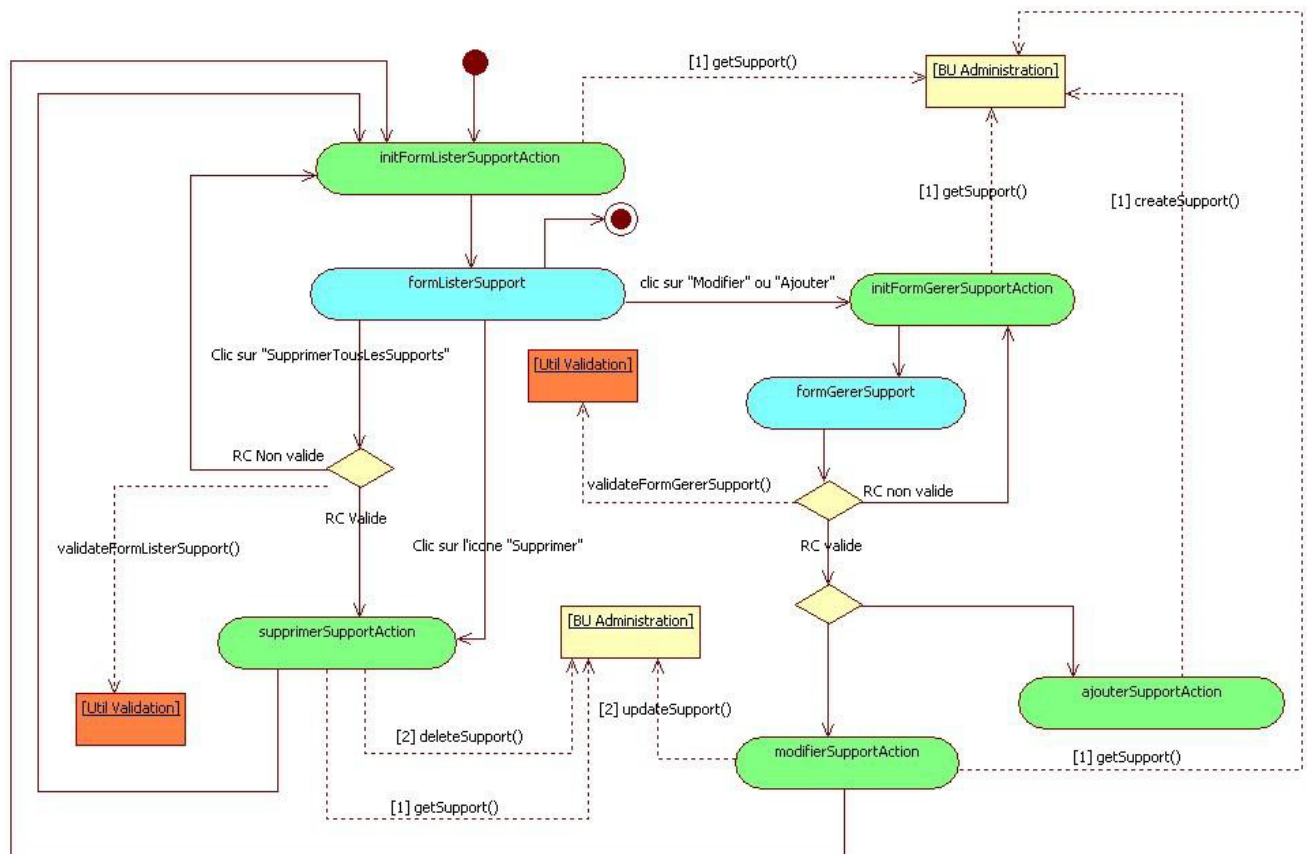 [1] getSupport()
[BU Administration]
initFormListerSupportAction
[1] getSupport()
[1] createSupport()
formListerSupport
clic sur "Modifier" ou "Ajouter"
initFormGererSupportAction
Clic sur "SupprimerTousLesSupports"
[Util Validation]
formGererSupport
RC Non valide
validateFormGererSupport()
RC non valide
RC Valide
validateFormListerSupport()
Clic sur l'icone "Supprimer"
RC valide
supprimerSupportAction
[BU Administration]
ajouterSupportAction
[Util Validation]
[2] deleteSupport()
[2] updateSupport()
modifierSupportAction
[1] getSupport()
[1] getSupport()